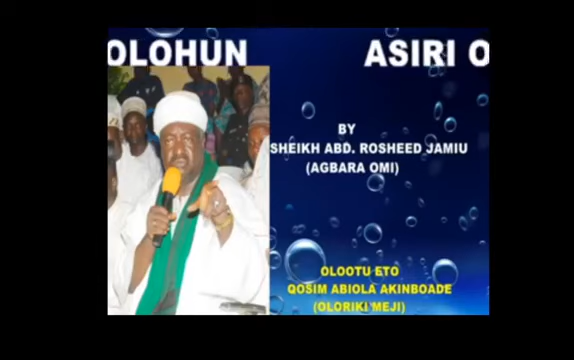 OLOHUN ASIRI O
BY
SHEIKH ABD. ROSHEED JAMIU
(AGBARA OMI)
OLOOTU ETO
QOSIM ABIOLA AKINBOADE
(OLORIKI MEJI)